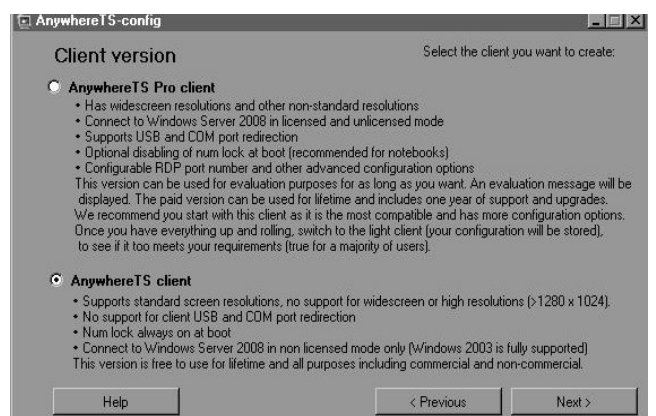 AnywhereTS-config
Client version
Select the client you want to create:
AnywhereTS Pro client
• Has widescreen resolutions and other non-standard resolutions
• Connect to Windows Server 2008 in licensed and unlicensed mode
• Supports USB and COM port redirection
• Optional disabling of num lock at boot (recommended for notebooks)
• Configurable RDP port number and other advanced configuration options
This version can be used for evaluation purposes for as long as you want. An evaluation message will be
displayed. The paid version can be used for lifetime and includes one year of support and upgrades.
We recommend you start with this client as it is the most compatible and has more configuration options.
Once you have everything up and rolling, switch to the light client (your configuration will be stored),
to see if it too meets your requirements (true for a majority of users).
AnywhereTS client
• Supports standard screen resolutions, no support for widescreen or high resolutions (>1280 x 1024).
• No support for client USB and COM port redirection
• Num lock always on at boot
• Connect to Windows Server 2008 in non licensed mode only (Windows 2003 is fully supported)
This version is free to use for lifetime and all purposes including commercial and non-commercial.
Help
< Previous
Next >